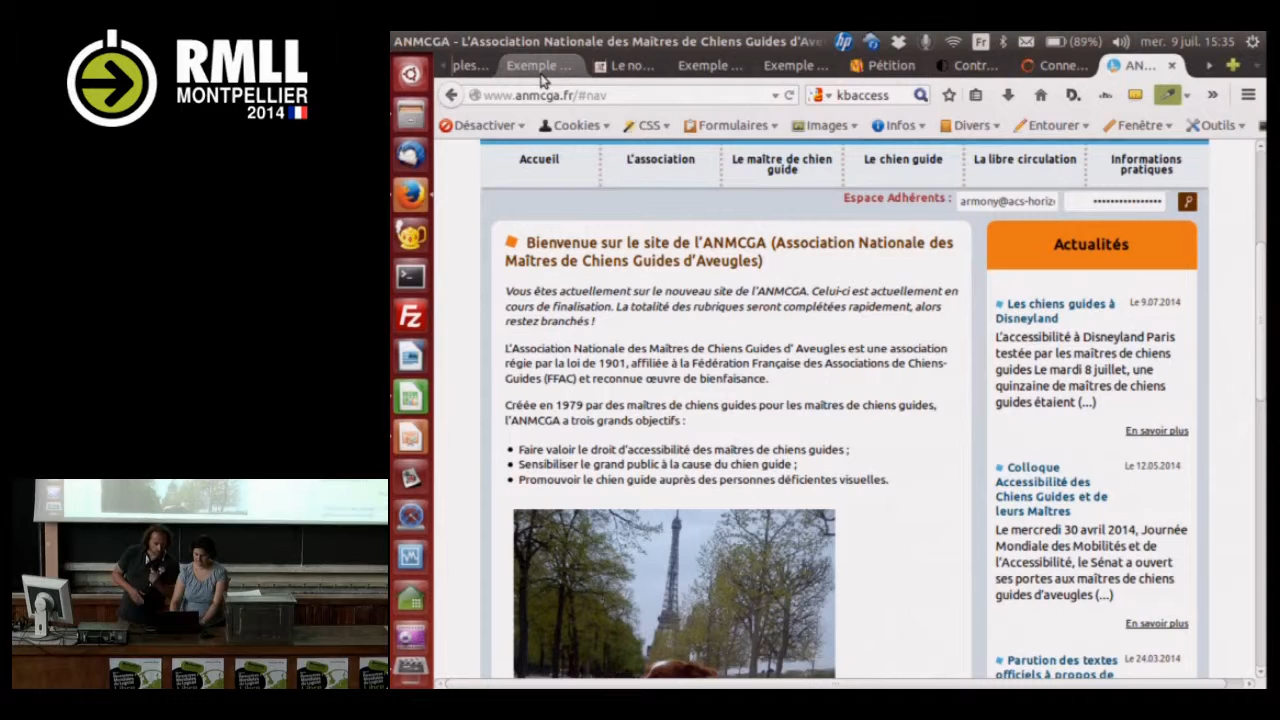 RMLL
MONTPELLIER
2014
ANMCGA - L'Association Nationale des Maîtres de Chiens Guides d'Av
Fr
(89%)
mer. 9 juil. 15:35
ples...
Exemple ...
Le no...
Exemple ...
Exemple ...
Pétition
Contr...
Conne...
AN...
www.anmcga.fr/#nav
kbaccess
Désactiver
Cookies
CSS
Formulaires
Images
Infos
Divers
Entourer
Fenêtre
Outils
Accueil
L'association
Le maître de chien
guide
Le chien guide
La libre circulation
Informations
pratiques
Espace Adhérents :
armony@acs-horiz
••••••••••••••••
Bienvenue sur le site de l'ANMCGA (Association Nationale des
Maîtres de Chiens Guides d'Aveugles)
Vous êtes actuellement sur le nouveau site de l'ANMCGA. Celui-ci est actuellement en
cours de finalisation. La totalité des rubriques seront complétées rapidement, alors
restez branchés !
L'Association Nationale des Maîtres de Chiens Guides d' Aveugles est une association
régie par la loi de 1901, affiliée à la Fédération Française des Associations de Chiens-
Guides (FFAC) et reconnue œuvre de bienfaisance.
Créée en 1979 par des maîtres de chiens guides pour les maîtres de chiens guides,
l'ANMCGA a trois grands objectifs :
• Faire valoir le droit d'accessibilité des maîtres de chiens guides ;
• Sensibiliser le grand public à la cause du chien guide ;
• Promouvoir le chien guide auprès des personnes déficientes visuelles.
Actualités
Les chiens guides à
Disneyland
Le 9.07.2014
L'accessibilité à Disneyland Paris
testée par les maîtres de chiens
guides Le mardi 8 juillet, une
quinzaine de maîtres de chiens
guides étaient (...)
En savoir plus
Colloque
Accessibilité des
Chiens Guides et de
leurs Maîtres
Le 12.05.2014
Le mercredi 30 avril 2014, Journée
Mondiale des Mobilités et de
l'Accessibilité, le Sénat a ouvert
ses portes aux maîtres de chiens
guides d'aveugles (...)
En savoir plus
Parution des textes
officiels à propos de
Le 24.03.2014